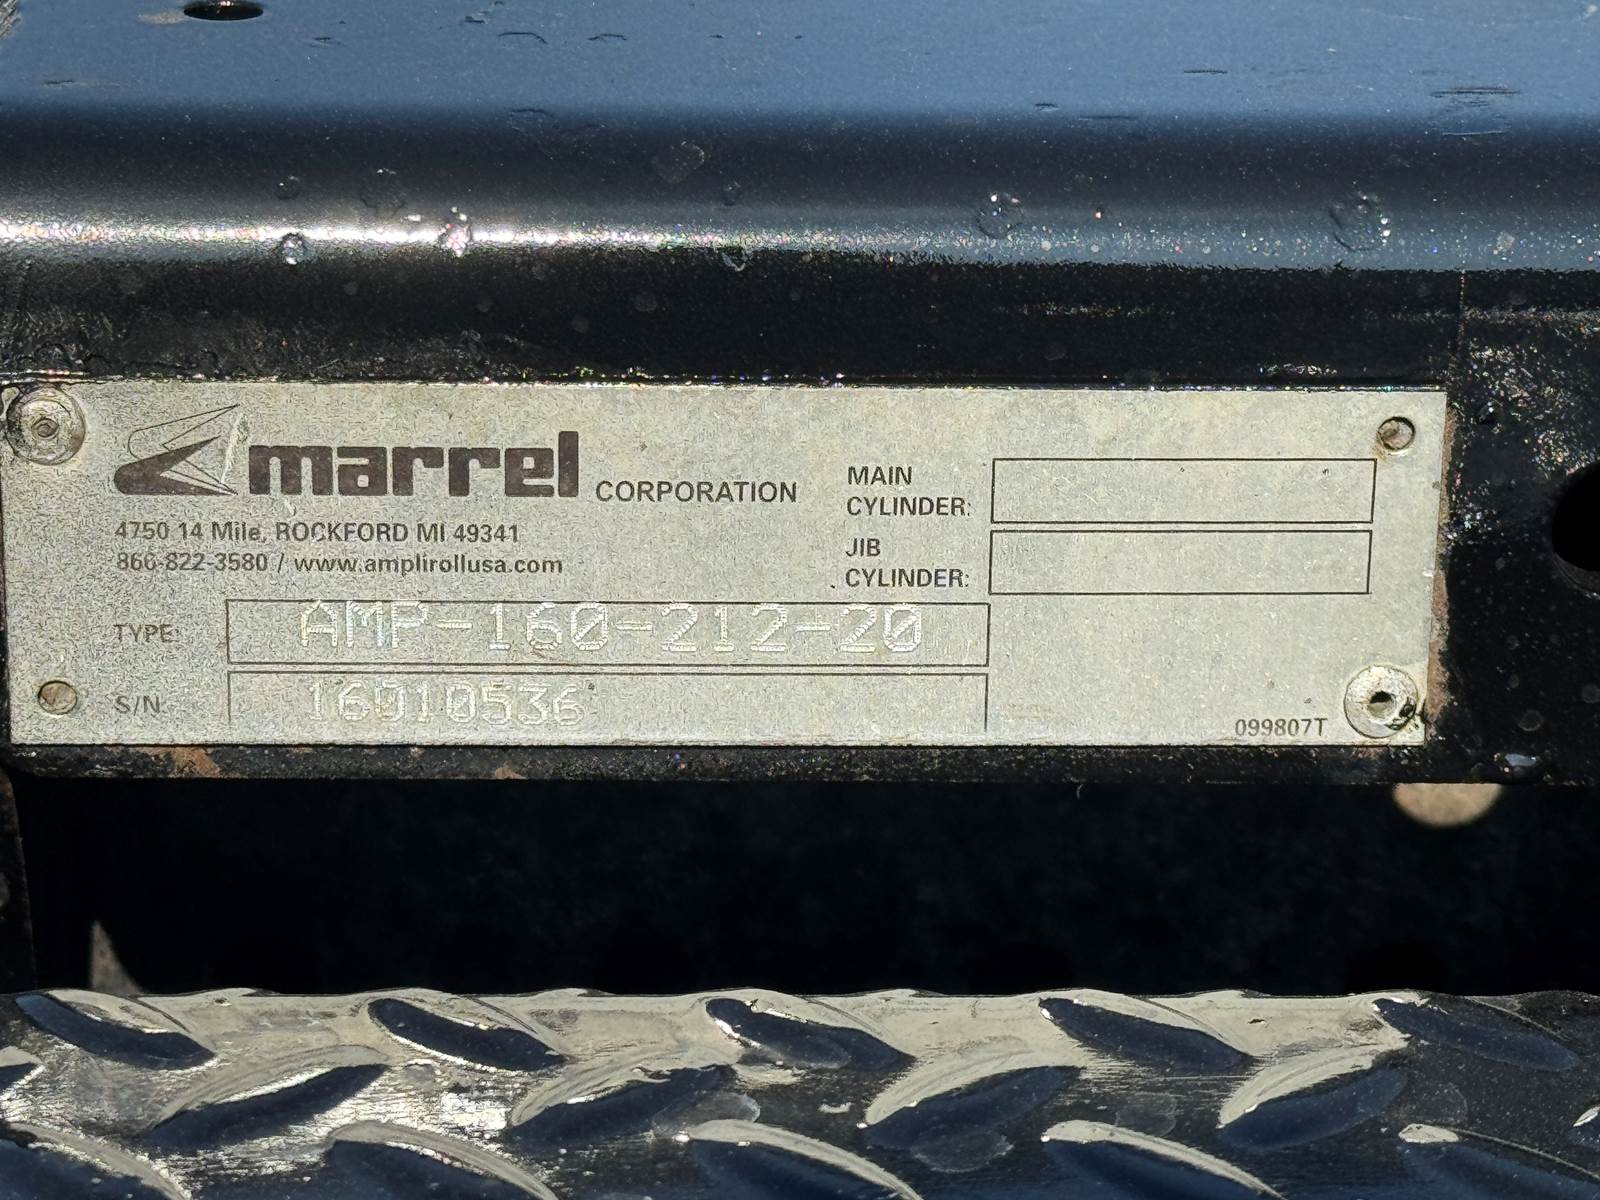 marrel CORPORATION
4750 14 Mile, ROCKFORD MI 49341
866-822-3580 / www.amplirollusa.com
MAIN
CYLINDER:
JIB
CYLINDER:
TYPE AMP-160-212-20
S/N 16010536
099807T